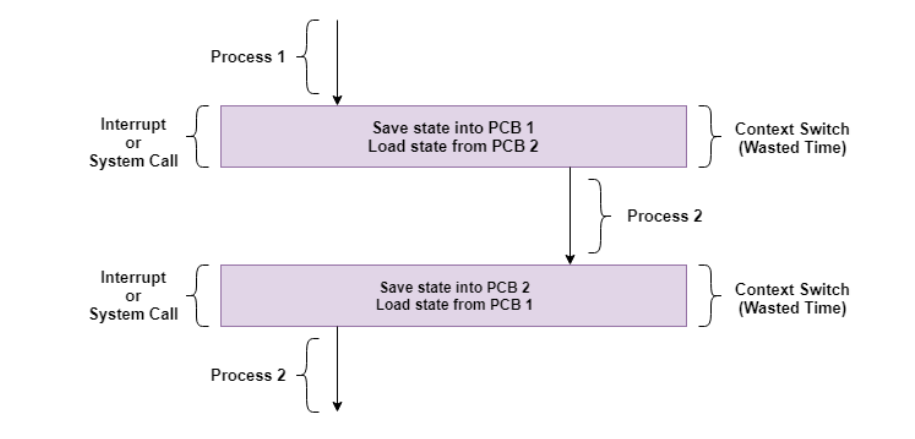 Process 1
Interrupt
or
System Call
Save state into PCB 1
Load state from PCB 2
Context Switch
(Wasted Time)
Process 2
Interrupt
or
System Call
Save state into PCB 2
Load state from PCB 1
Context Switch
(Wasted Time)
Process 2